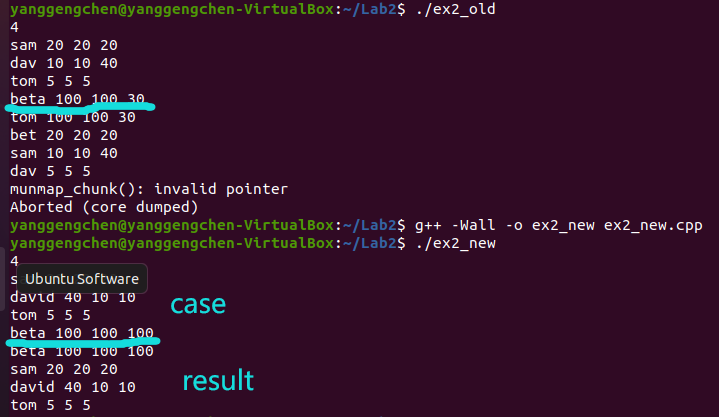 yanggengchen@yanggengchen-VirtualBox:~/Lab2$ ./ex2_old
4
sam 20 20 20
dav 10 10 40
tom 5 5 5
beta 100 100 30
tom 100 100 30
bet 20 20 20
sam 10 10 40
dav 5 5 5
munmap_chunk(): invalid pointer
Aborted (core dumped)
yanggengchen@yanggengchen-VirtualBox:~/Lab2$ g++ -Wall -o ex2_new ex2_new.cpp
yanggengchen@yanggengchen-VirtualBox:~/Lab2$ ./ex2_new
4
s
Ubuntu Software
david 40 10 10
case
tom 5 5 5
beta 100 100 100
beta 100 100 100
sam 20 20 20
result
david 40 10 10
tom 5 5 5